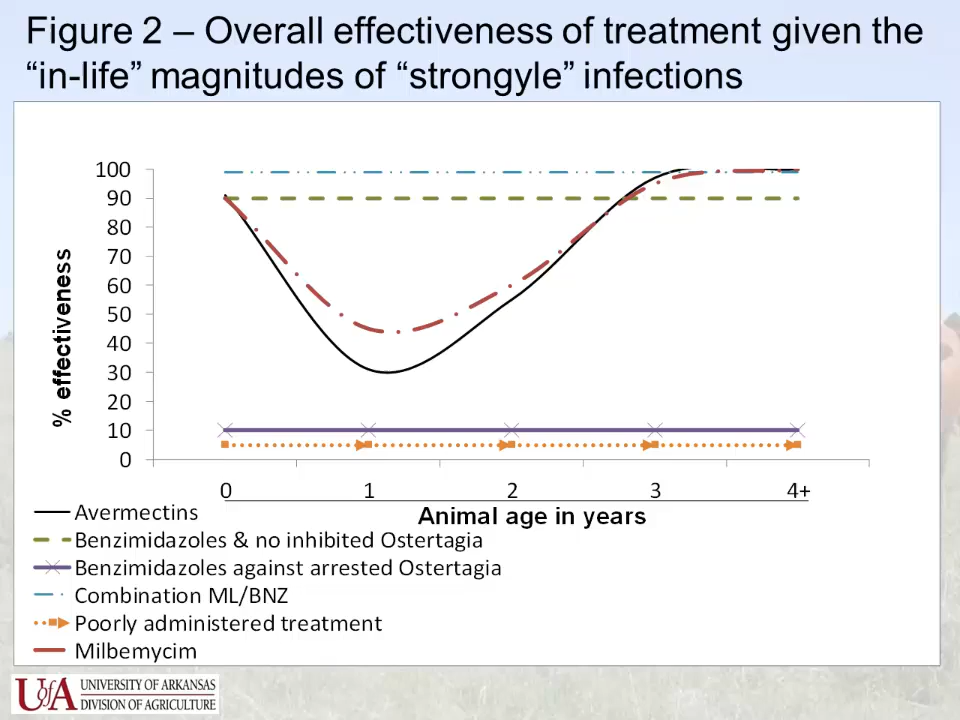 Figure 2 – Overall effectiveness of treatment given the
“in-life” magnitudes of “strongyle” infections
100
90
80
70
60
50
40
30
20
10
0
% effectiveness
0 1 2 3 4+
Animal age in years
Avermectins
Benzimidazoles & no inhibited Ostertagia
Benzimidazoles against arrested Ostertagia
Combination ML/BNZ
Poorly administered treatment
Milbemycim
UofA
UNIVERSITY OF ARKANSAS
DIVISION OF AGRICULTURE